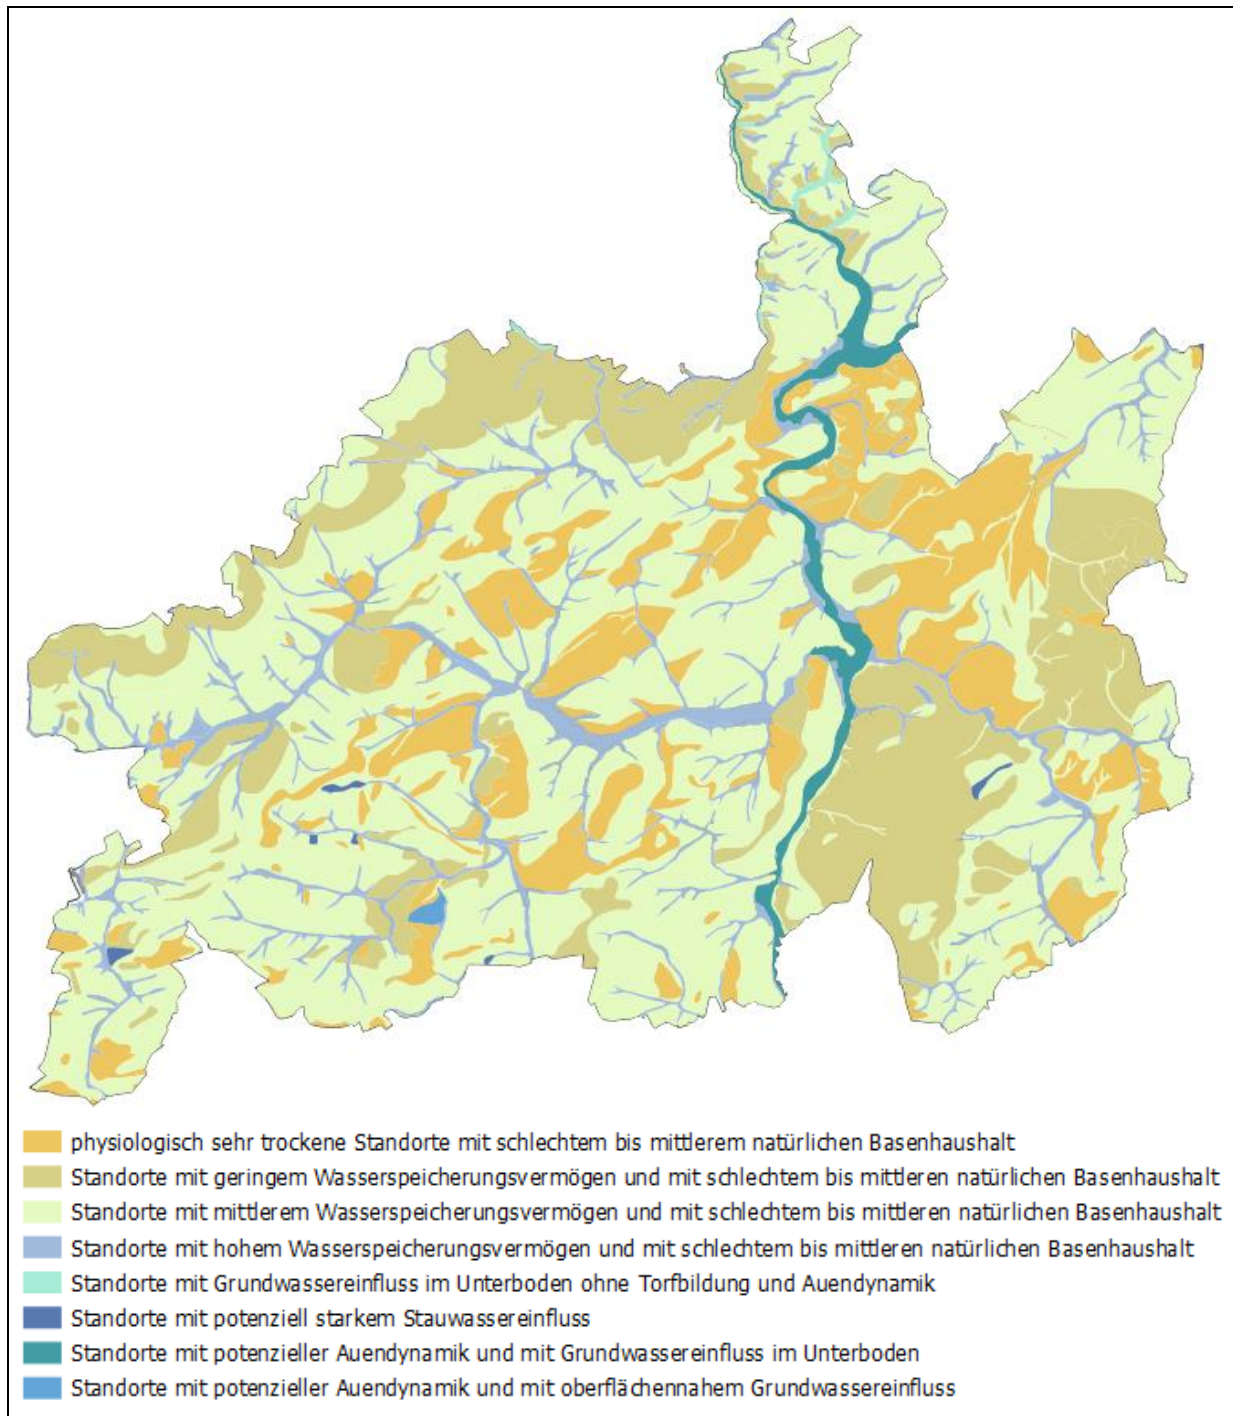 physiologisch sehr trockene Standorte mit schlechtem bis mittlerem natürlichen Basenhaushalt
Standorte mit geringem Wasserspeicherungsvermögen und mit schlechtem bis mittleren natürlichen Basenhaushalt
Standorte mit mittlerem Wasserspeicherungsvermögen und mit schlechtem bis mittleren natürlichen Basenhaushalt
Standorte mit hohem Wasserspeicherungsvermögen und mit schlechtem bis mittleren natürlichen Basenhaushalt
Standorte mit Grundwassereinfluss im Unterboden ohne Torfbildung und Auendynamik
Standorte mit potenziell starkem Stauwassereinfluss
Standorte mit potenzieller Auendynamik und mit Grundwassereinfluss im Unterboden
Standorte mit potenzieller Auendynamik und mit oberflächennahem Grundwassereinfluss